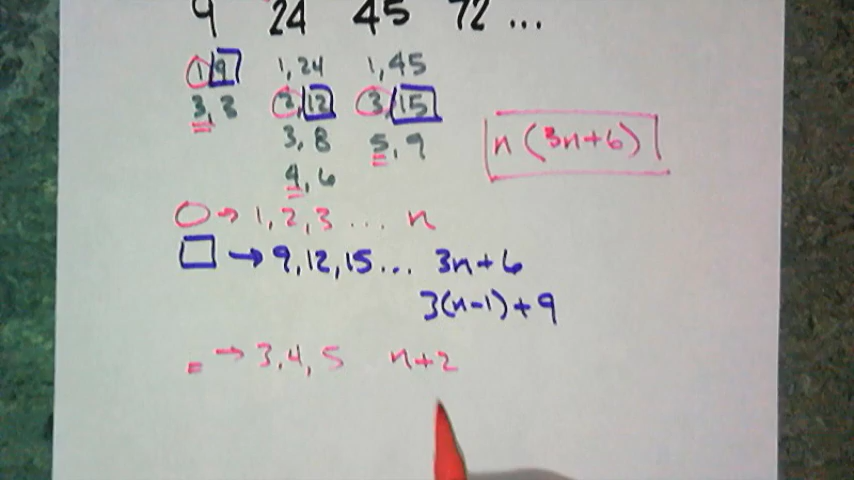 9 24 45 72 ...
1 9 1,24 1,45
3,3 2,12 3,15
3,8 5,9 n(3n+6)
4,6
→ 1,2,3 ... n
→ 9,12,15... 3n+6
3(n-1)+9
= → 3,4,5 n+2